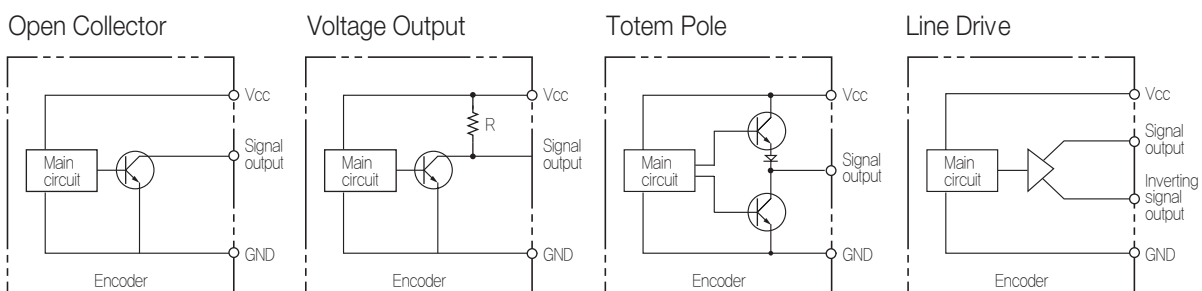 Open Collector
Vcc
Signal
output
Main
circuit
GND
Encoder
Voltage Output
Vcc
R
Signal
output
Main
circuit
GND
Encoder
Totem Pole
Vcc
Signal
output
Main
circuit
GND
Encoder
Line Drive
Vcc
Signal
output
Main
circuit
Inverting
signal
output
GND
Encoder